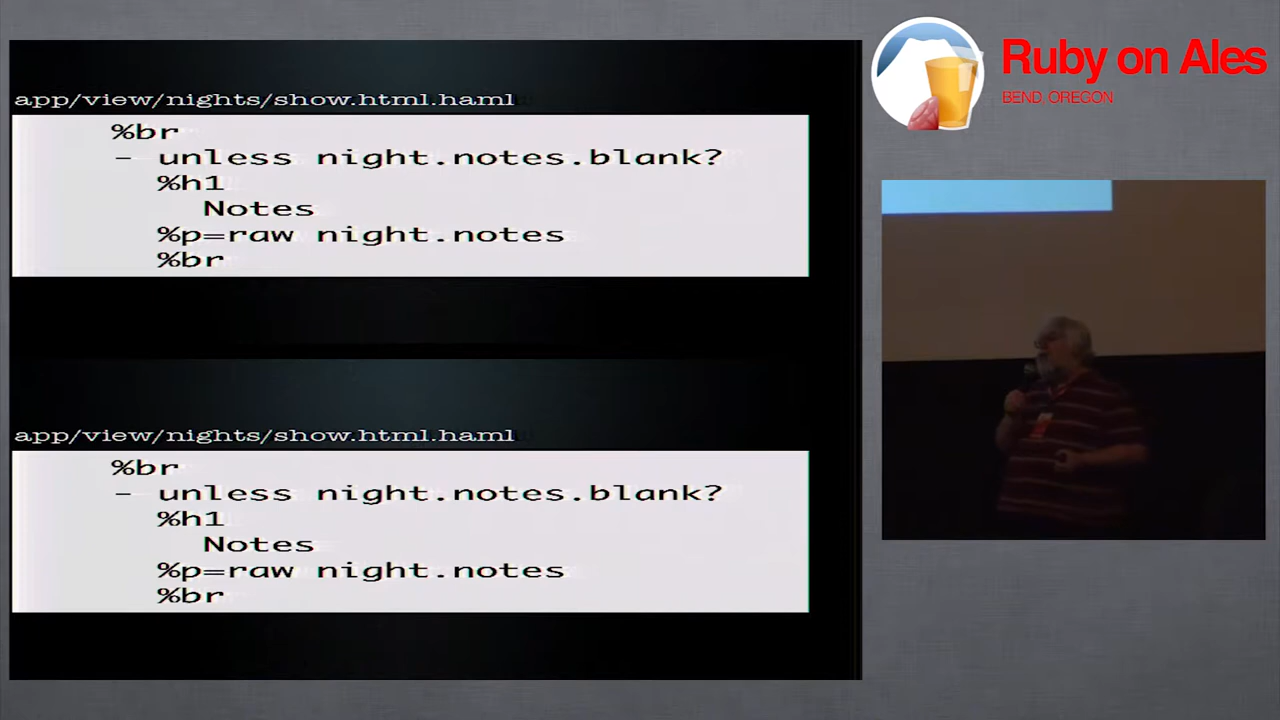 Ruby on Ales
BEND, OREGON
app/view/nights/show.html.haml
%br
- unless night.notes.blank?
%h1
Notes
%p=raw night.notes
%br
app/view/nights/show.html.haml
%br
- unless night.notes.blank?
%h1
Notes
%p=raw night.notes
%br